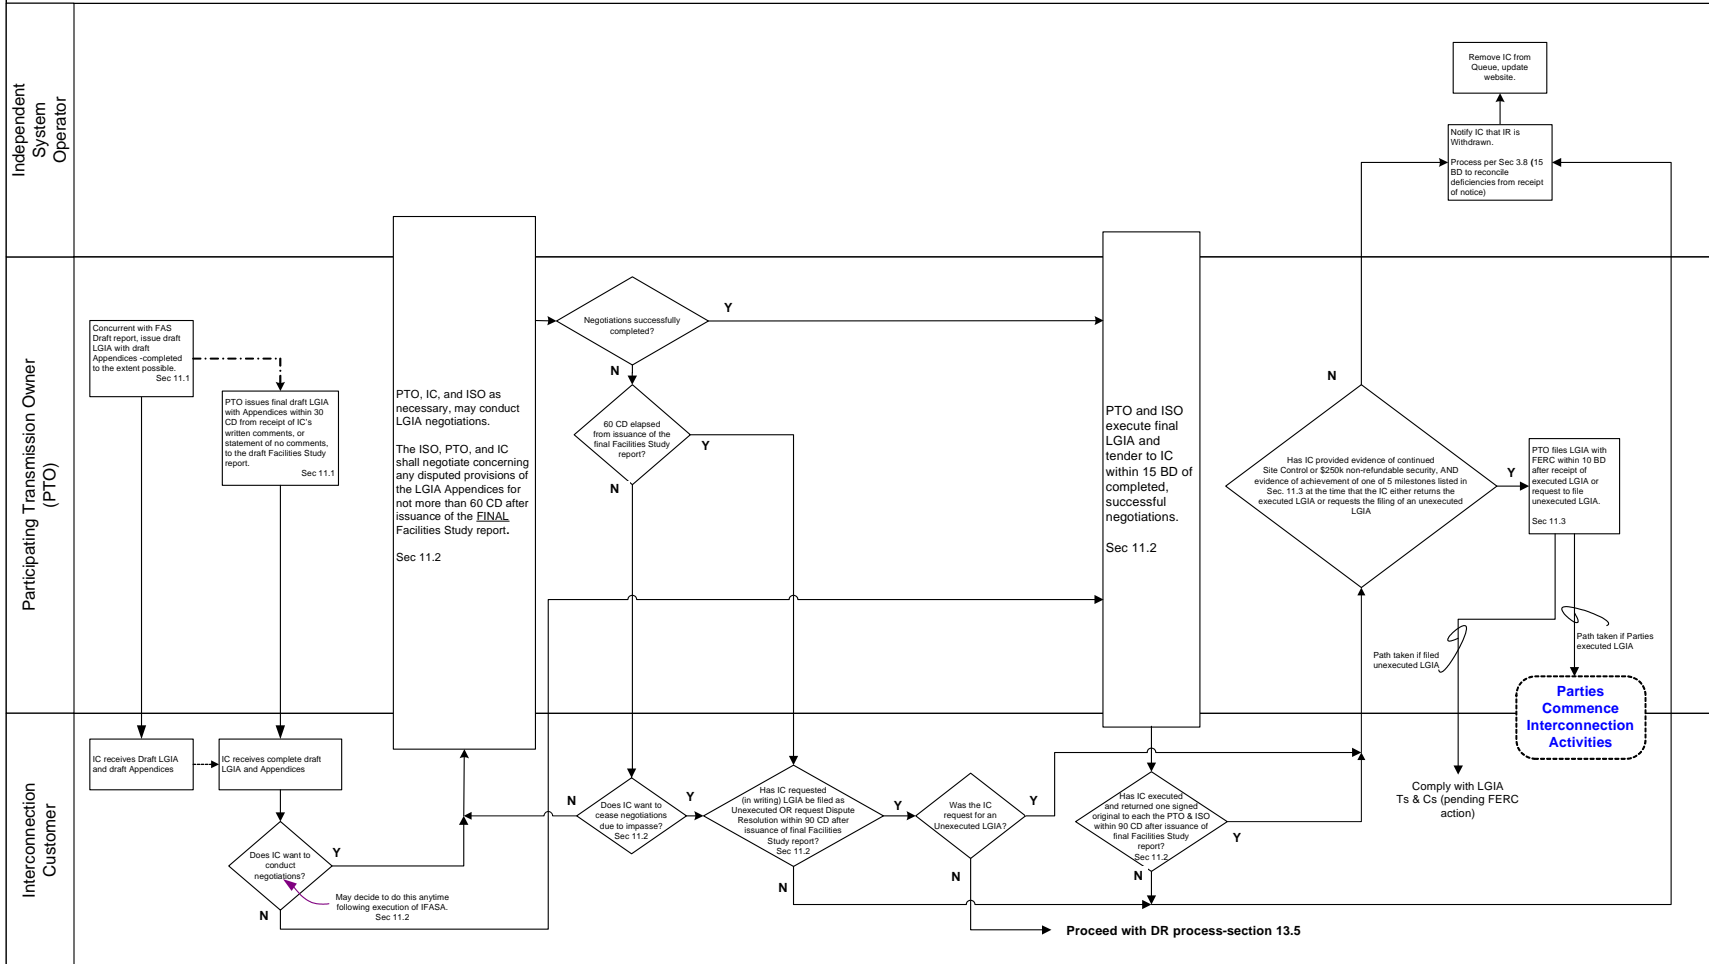 Independent
System
Operator
Remove IC from
Queue, update
website.
Notify IC that IR is
Withdrawn.
Process per Sec 3.8 (15
BD to reconcile
deficiencies from receipt
of notice)
Participating Transmission Owner
(PTO)
Concurrent with FAS
Draft report, issue draft
LGIA with draft
Appendices -completed
to the extent possible.
Sec 11.1
PTO issues final draft LGIA
with Appendices within 30
CD from receipt of IC's
written comments, or
statement of no comments,
to the draft Facilities Study
report.
Sec 11.1
PTO, IC, and ISO as
necessary, may conduct
LGIA negotiations.
The ISO, PTO, and IC
shall negotiate concerning
any disputed provisions of
the LGIA Appendices for
not more than 60 CD after
issuance of the FINAL
Facilities Study report.
Sec 11.2
Negotiations successfully
completed?
Y
N
60 CD elapsed
from issuance of the
final Facilities Study
report?
Y
N
PTO and ISO
execute final
LGIA and
tender to IC
within 15 BD of
completed,
successful
negotiations.
Sec 11.2
N
Has IC provided evidence of continued
Site Control or $250k non-refundable security, AND
evidence of achievement of one of 5 milestones listed in
Sec. 11.3 at the time that the IC either returns the
executed LGIA or requests the filing of an unexecuted
LGIA
Y
PTO files LGIA with
FERC within 10 BD
after receipt of
executed LGIA or
request to file
unexecuted LGIA.
Sec 11.3
Path taken if filed
unexecuted LGIA
Path taken if Parties
executed LGIA
Parties
Commence
Interconnection
Activities
Interconnection
Customer
IC receives Draft LGIA
and draft Appendices
IC receives complete draft
LGIA and Appendices
Does IC want to
conduct
negotiations?
Y
N
May decide to do this anytime
following execution of IFASA.
Sec 11.2
N
Does IC want to
cease negotiations
due to impasse?
Sec 11.2
Y
Has IC requested
(in writing) LGIA be filed as
Unexecuted OR request Dispute
Resolution within 90 CD after
issuance of final Facilities
Study report?
Sec 11.2
Y
N
Was the IC
request for an
Unexecuted LGIA?
Y
N
Has IC executed
and returned one signed
original to each the PTO & ISO
within 90 CD after issuance of
final Facilities Study
report?
Sec 11.2
Y
N
Comply with LGIA
Ts & Cs (pending FERC
action)
Proceed with DR process-section 13.5